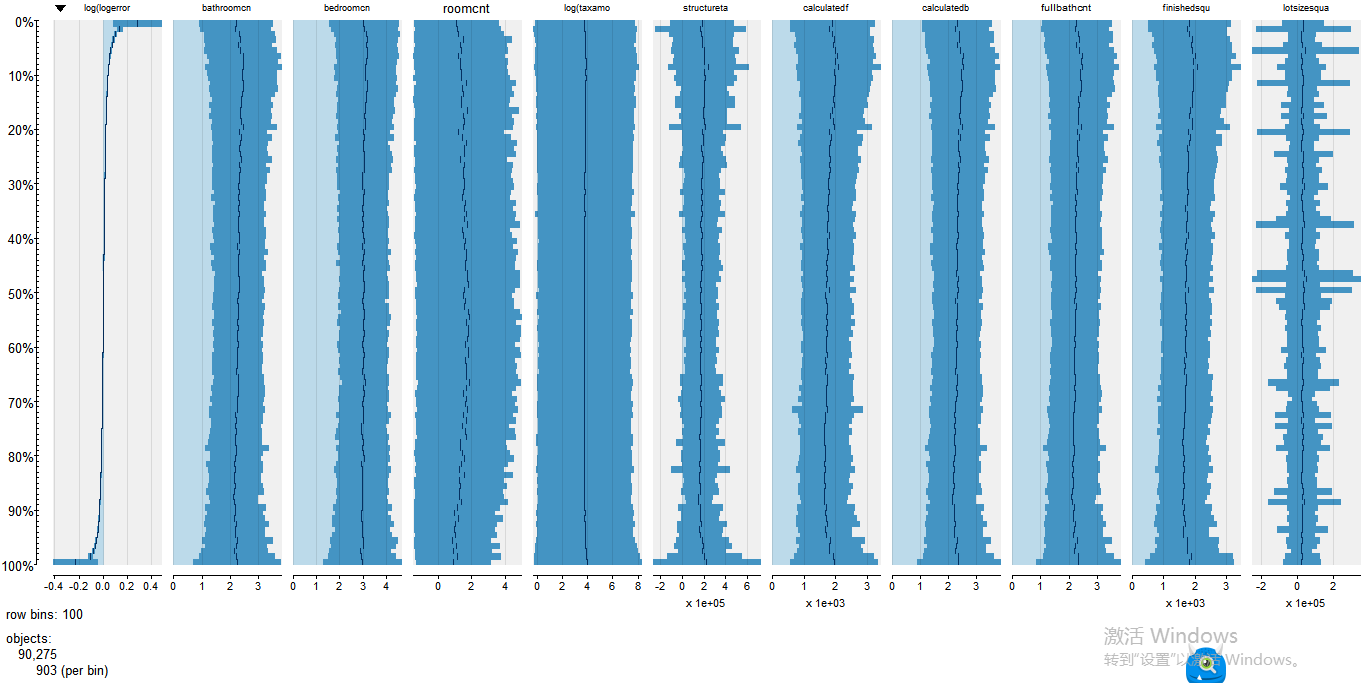 log(logerror bathroomcn bedroomcn roomcnt log(taxamo structureta calculatedf calculatedb fullbathcnt finishedsqu lotsizesqua
0%
10%
20%
30%
40%
50%
60%
70%
80%
90%
100%
-0.4 -0.2 0.0 0.2 0.4 0 1 2 3 0 1 2 3 4 0 2 4 0 2 4 6 8 -2 0 2 4 6 0 1 2 3 0 1 2 3 0 1 2 3 0 1 2 3 -2 0 2
x 1e+05 x 1e+03 x 1e+03 x 1e+05
row bins: 100
objects:
90,275
903 (per bin)
激活 Windows
转到"设置"以激活 Windows。